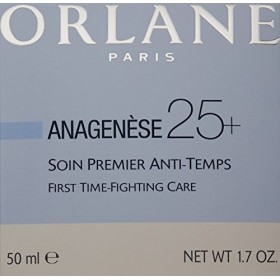 ORLANE
PARIS
ANAGENÈSE 25+
SOIN PREMIER ANTI-TEMPS
FIRST TIME-FIGHTING CARE
50 ml ℮ NET WT 1.7 OZ.